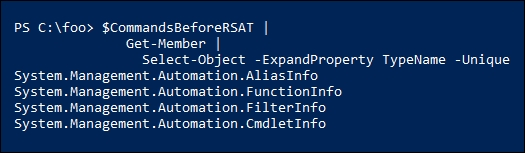 PS C:\foo> $CommandsBeforeRSAT |
Get-Member |
Select-Object -ExpandProperty TypeName -Unique
System.Management.Automation.AliasInfo
System.Management.Automation.FunctionInfo
System.Management.Automation.FilterInfo
System.Management.Automation.CmdletInfo